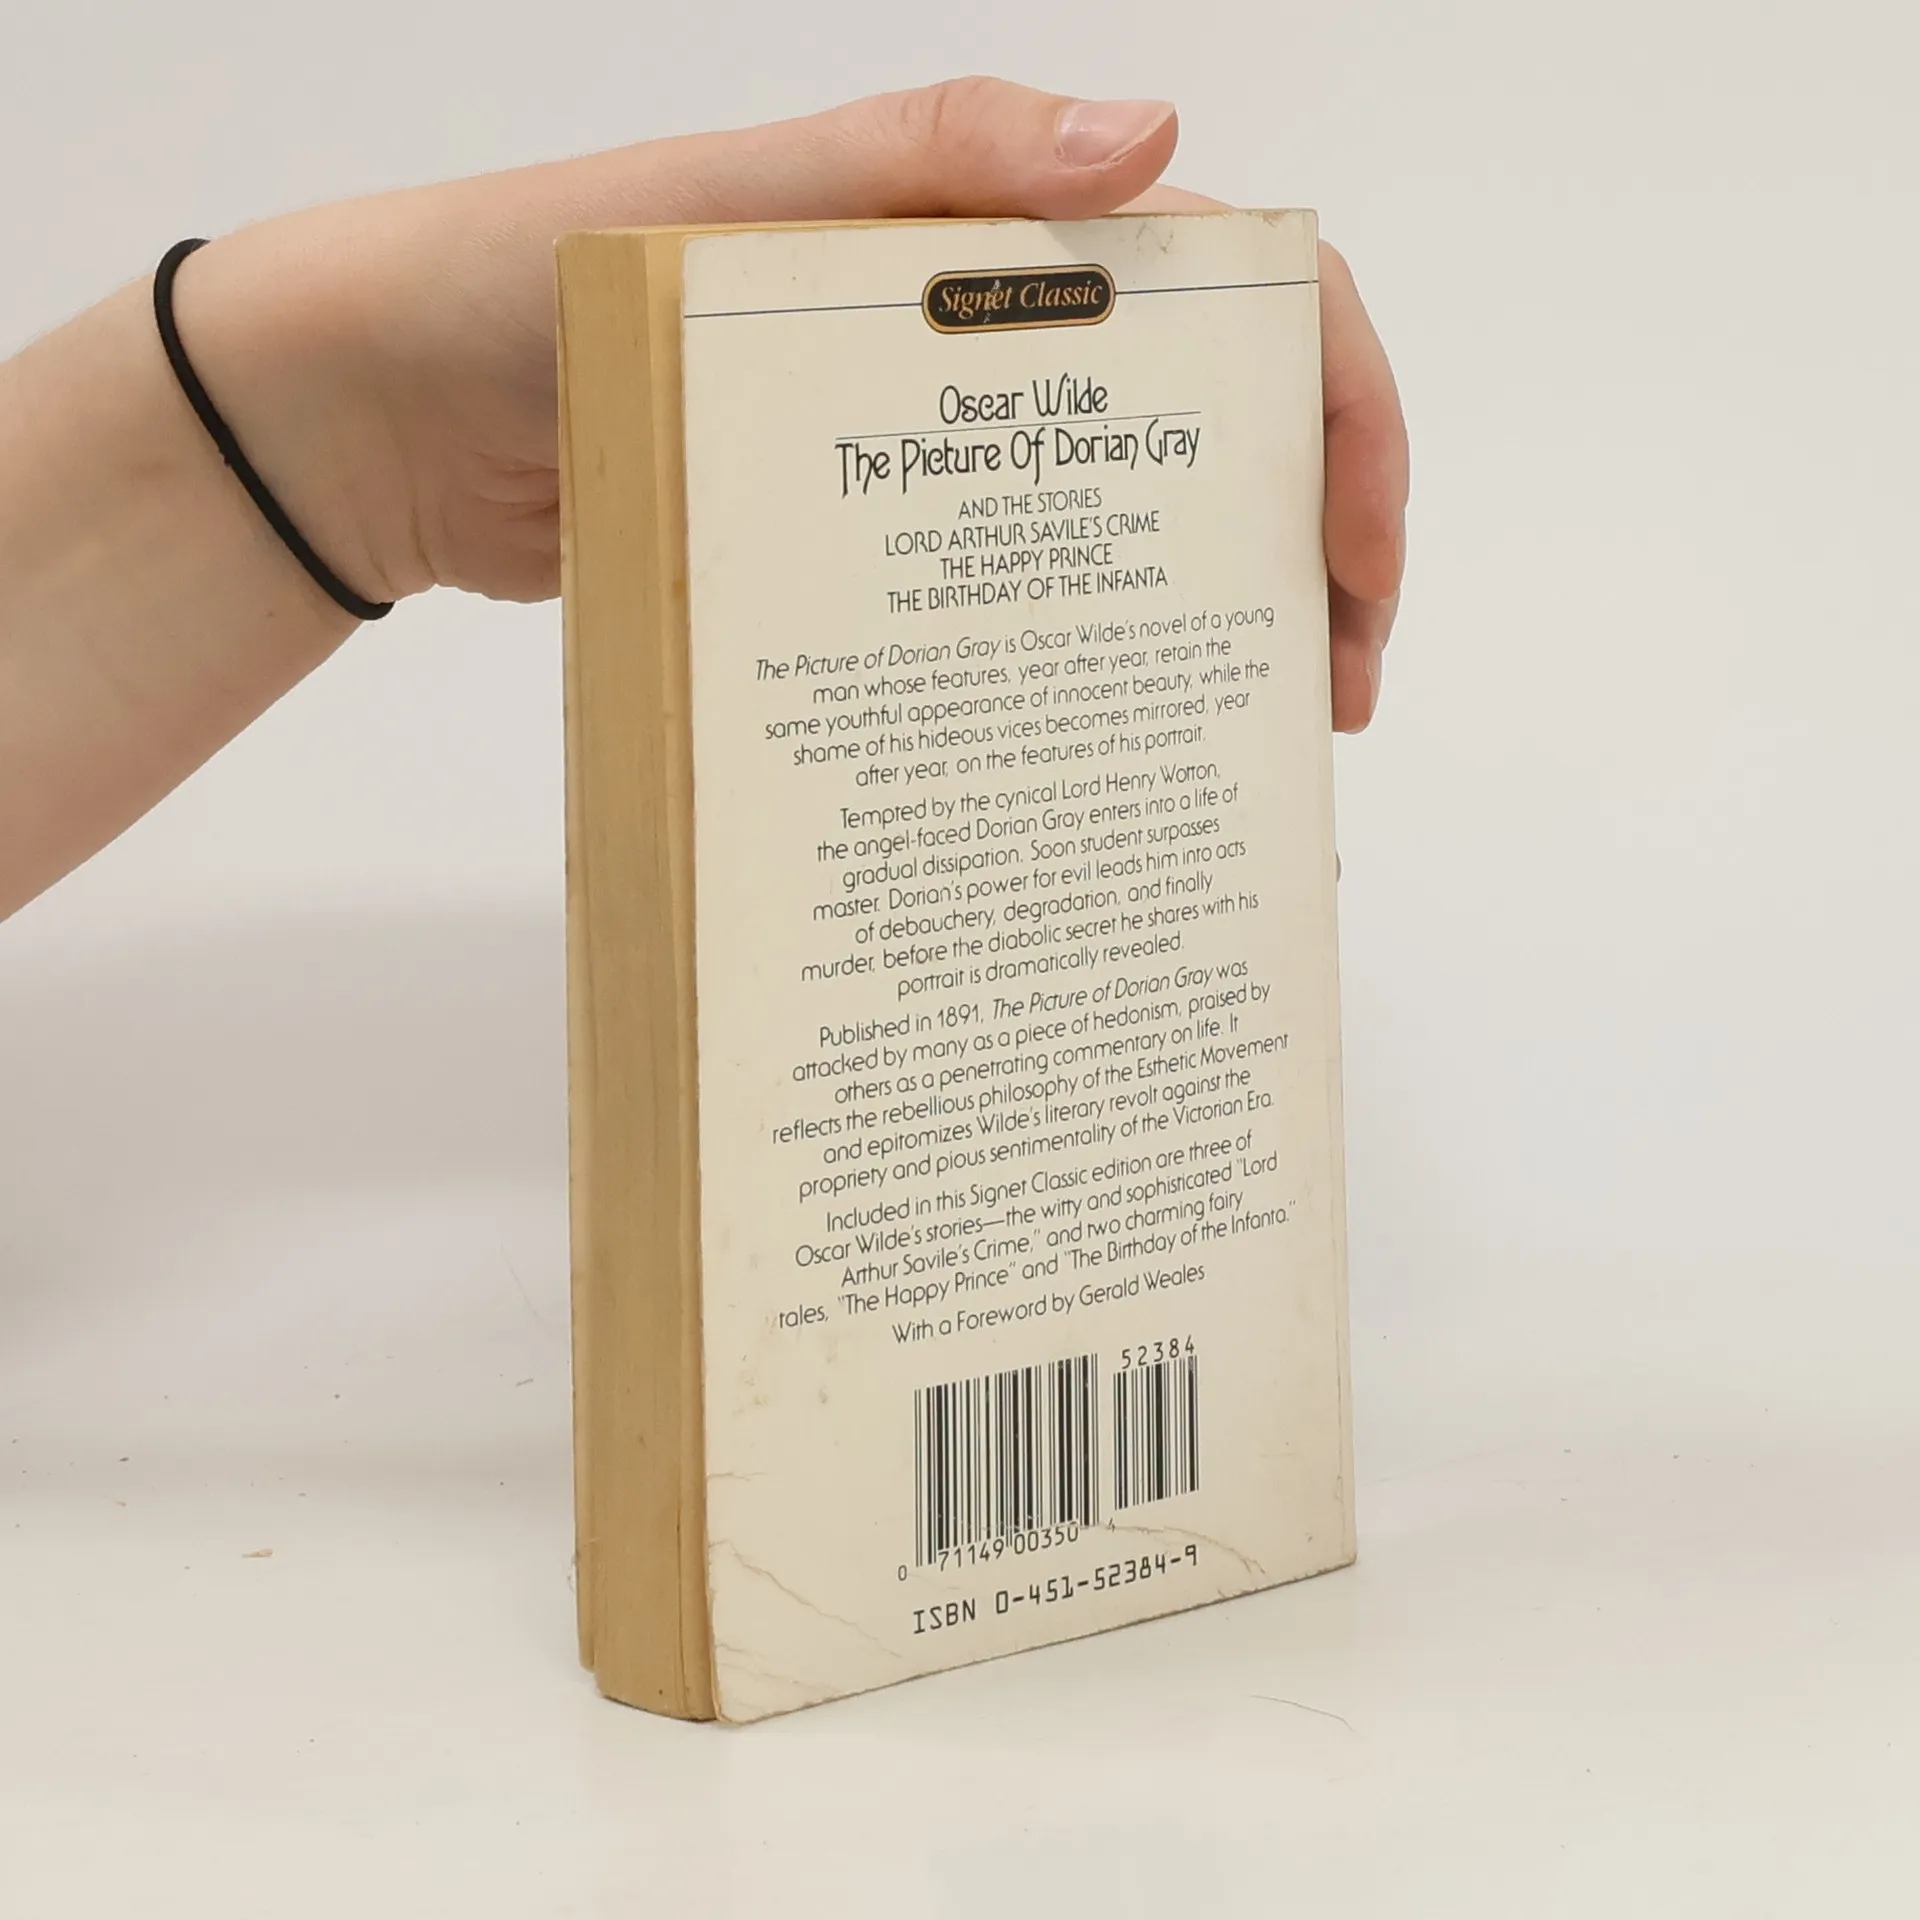 Signet Classic
Oscar Wilde
The Picture Of Dorian Gray
AND THE STORIES
LORD ARTHUR SAVILE'S CRIME
THE HAPPY PRINCE
THE BIRTHDAY OF THE INFANTA
The Picture of Dorian Gray is Oscar Wilde's novel of a young
man whose features, year after year, retain the
same youthful appearance of innocent beauty, while the
shame of his hideous vices becomes mirrored, year
after year, on the features of his portrait.
Tempted by the cynical Lord Henry Wotton,
the angel-faced Dorian Gray enters into a life of
gradual dissipation. Soon student surpasses
master. Dorian's power for evil leads him into acts
of debauchery, degradation, and finally
murder, before the diabolic secret he shares with his
portrait is dramatically revealed.
Published in 1891, The Picture of Dorian Gray was
attacked by many as a piece of hedonism, praised by
others as a penetrating commentary on life. It
reflects the rebellious philosophy of the Esthetic Movement
and epitomizes Wilde's literary revolt against the
propriety and pious sentimentality of the Victorian Era.
Included in this Signet Classic edition are three of
Oscar Wilde's stories—the witty and sophisticated "Lord
Arthur Savile's Crime," and two charming fairy
tales, "The Happy Prince" and "The Birthday of the Infanta."
With a Foreword by Gerald Weales
52384
0 71149 00350 4
ISBN 0-451-52384-9